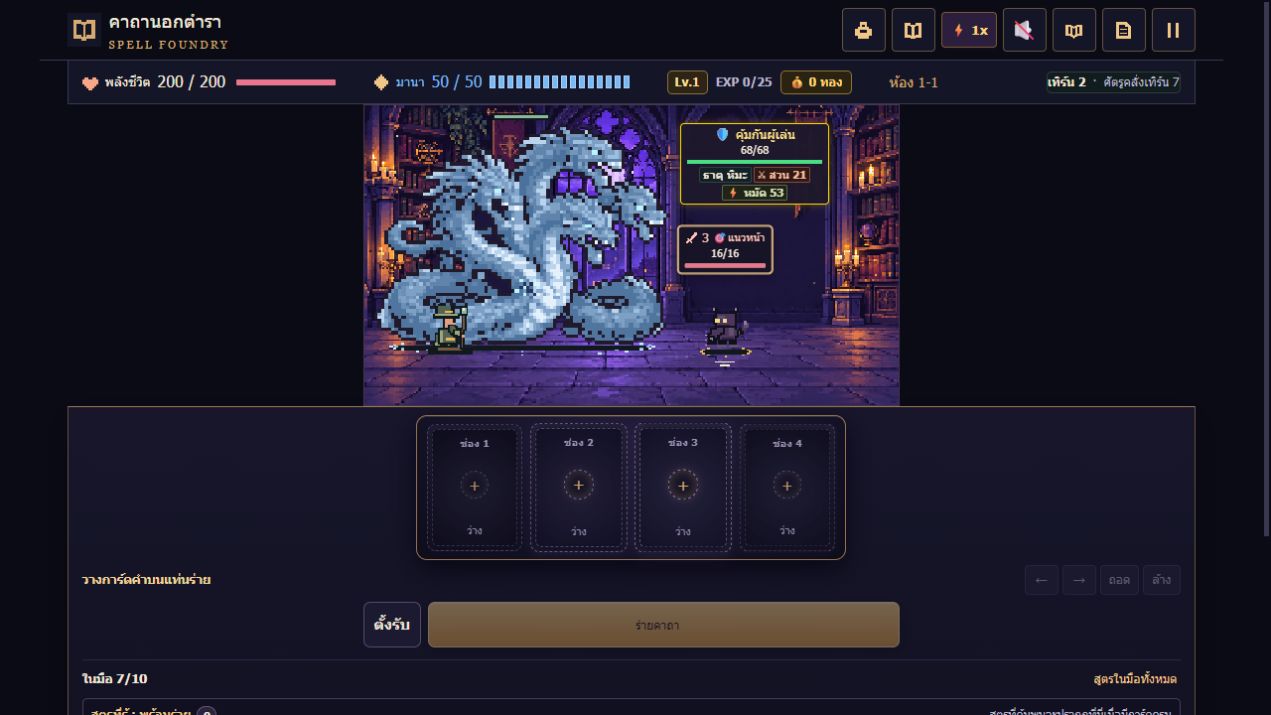 คาถานอกตำรา
SPELL FOUNDRY
1x
พลังชีวิต 200 / 200
มานา 50 / 50
Lv.1
EXP 0/25
0 ทอง
ห้อง 1-1
เทิร์น 2 · ศัตรูคลั่งเทิร์น 7
คุ้มกันผู้เล่น
68/68
ธาตุ หิมะ
สวน 21
หมัด 53
3 แนวหน้า
16/16
ช่อง 1
ช่อง 2
ช่อง 3
ช่อง 4
+
+
+
+
ว่าง
ว่าง
ว่าง
ว่าง
วางการ์ดคำบนแท่นร่าย
← → ถอด ล้าง
ตั้งรับ
ร่ายคาถา
ในมือ 7/10
สูตรในมือทั้งหมด